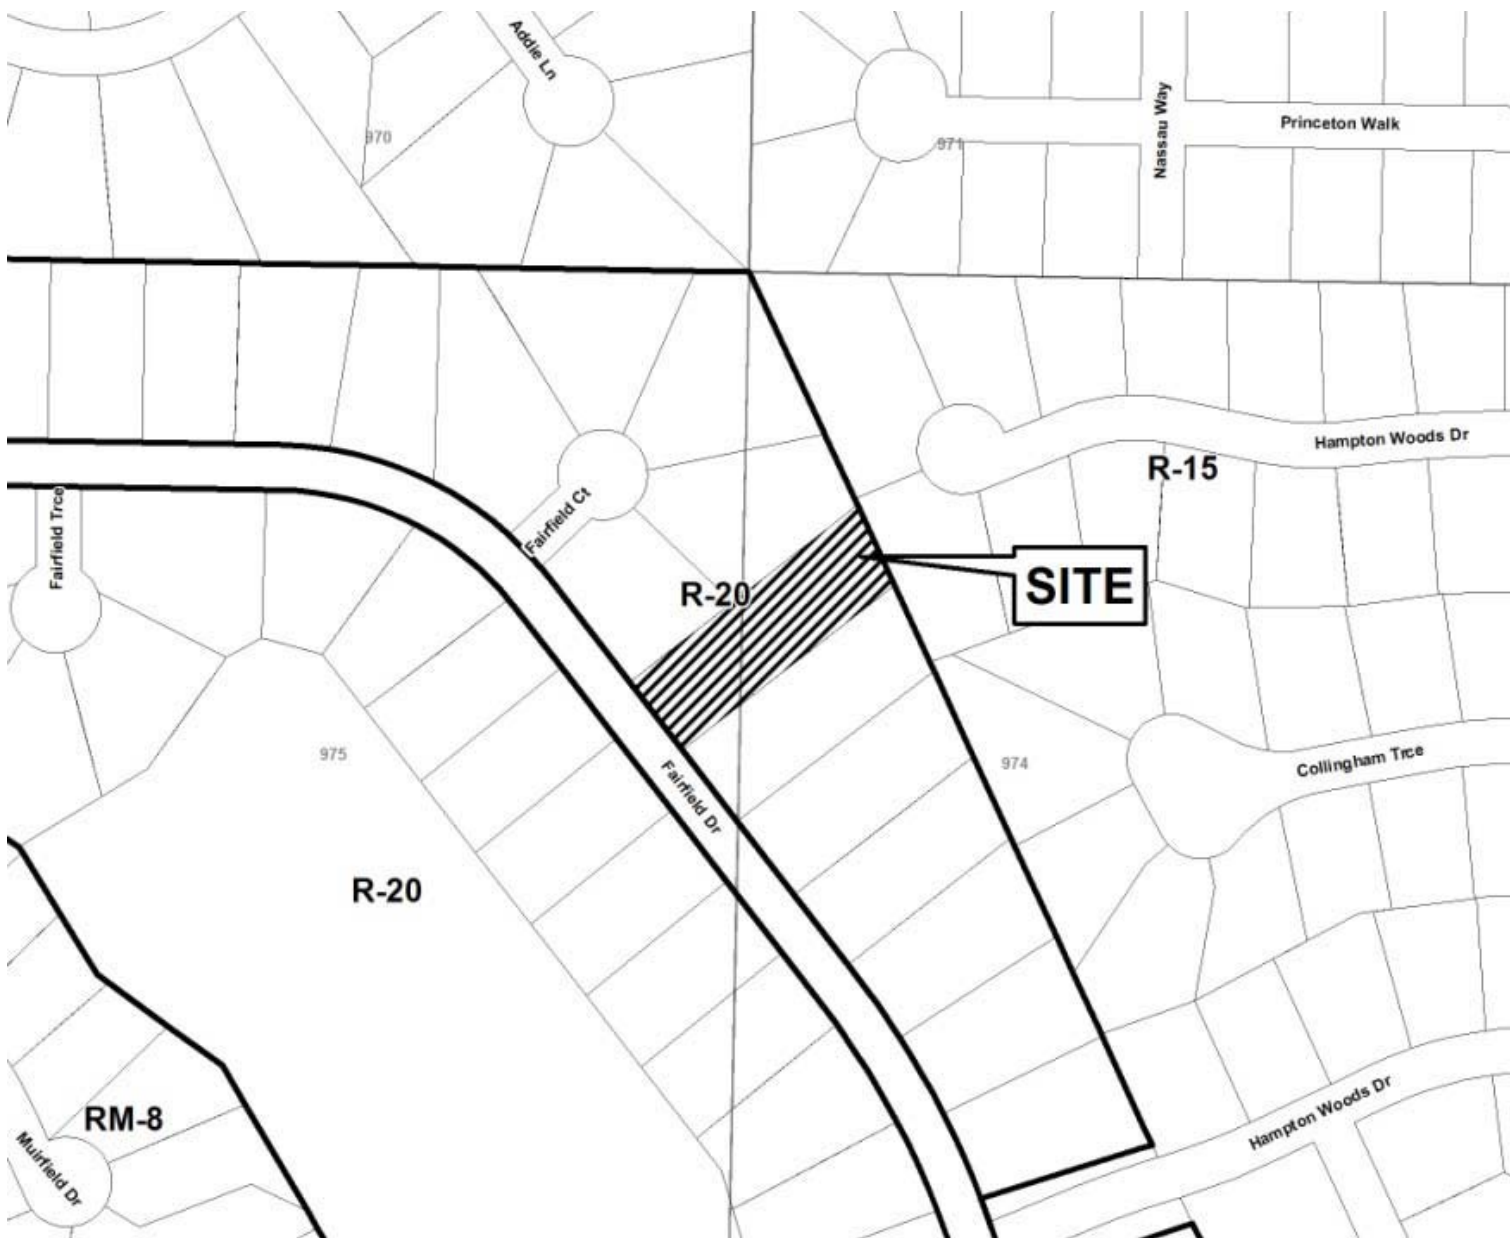 Addie Ln
970
971
Nassau Way
Princeton Walk
Hampton Woods Dr
R-15
Fairfield Trce
Fairfield Ct
R-20
SITE
975
Fairfield Dr
974
Collingham Trce
R-20
RM-8
Muirfield Dr
Hampton Woods Dr